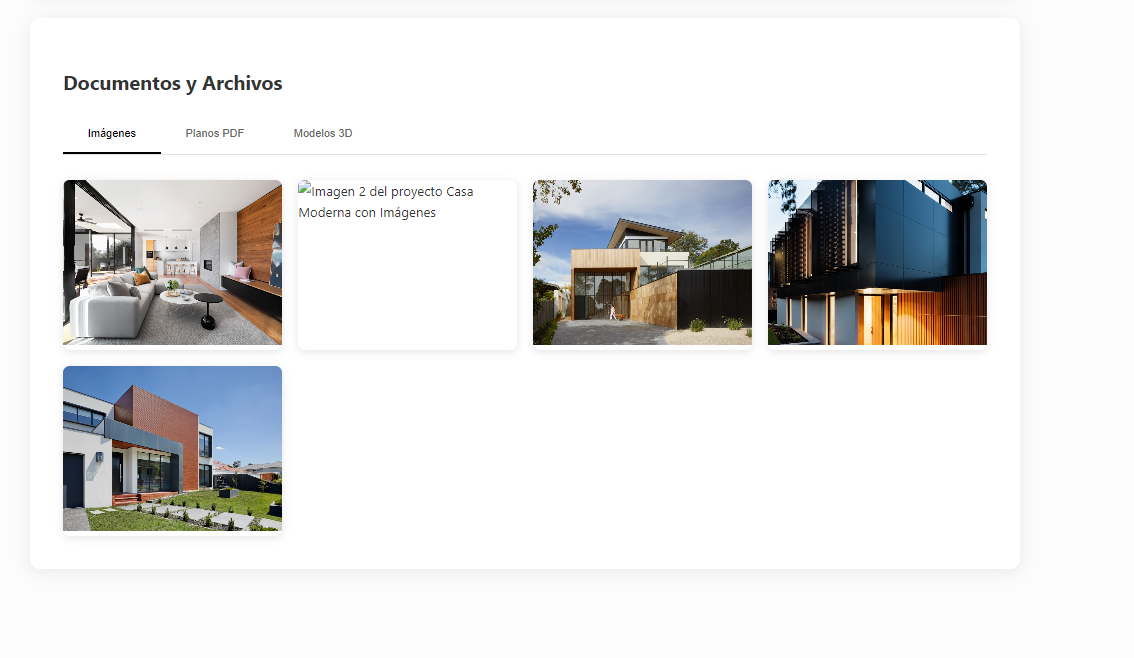 Documentos y Archivos
Imágenes Planos PDF Modelos 3D
Imagen 2 del proyecto Casa
Moderna con Imágenes